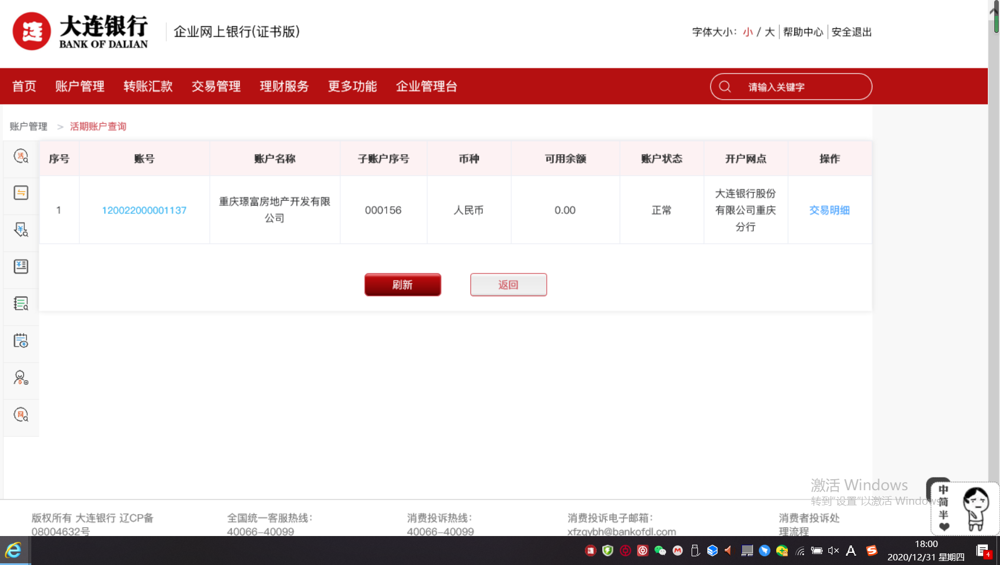 大连银行
BANK OF DALIAN
企业网上银行(证书版)
字体大小：小 / 大 | 帮助中心 | 安全退出
首页 账户管理 转账汇款 交易管理 理财服务 更多功能 企业管理台
请输入关键字
账户管理 > 活期账户查询
序号 账号 账户名称 子账户序号 币种 可用余额 账户状态 开户网点 操作
1 120022000001137 重庆璟富房地产开发有限公司 000156 人民币 0.00 正常 大连银行股份有限公司重庆分行 交易明细
刷新 返回
激活 Windows
转到"设置"以激活 Windows
中
简
半
版权所有 大连银行 辽CP备 全国统一客服热线： 消费投诉热线： 消费投诉电子邮箱： 消费者投诉处
08004632号 40066-40099 40066-40099 xfzqybh@bankofdl.com 理流程
18:00
2020/12/31 星期四
4